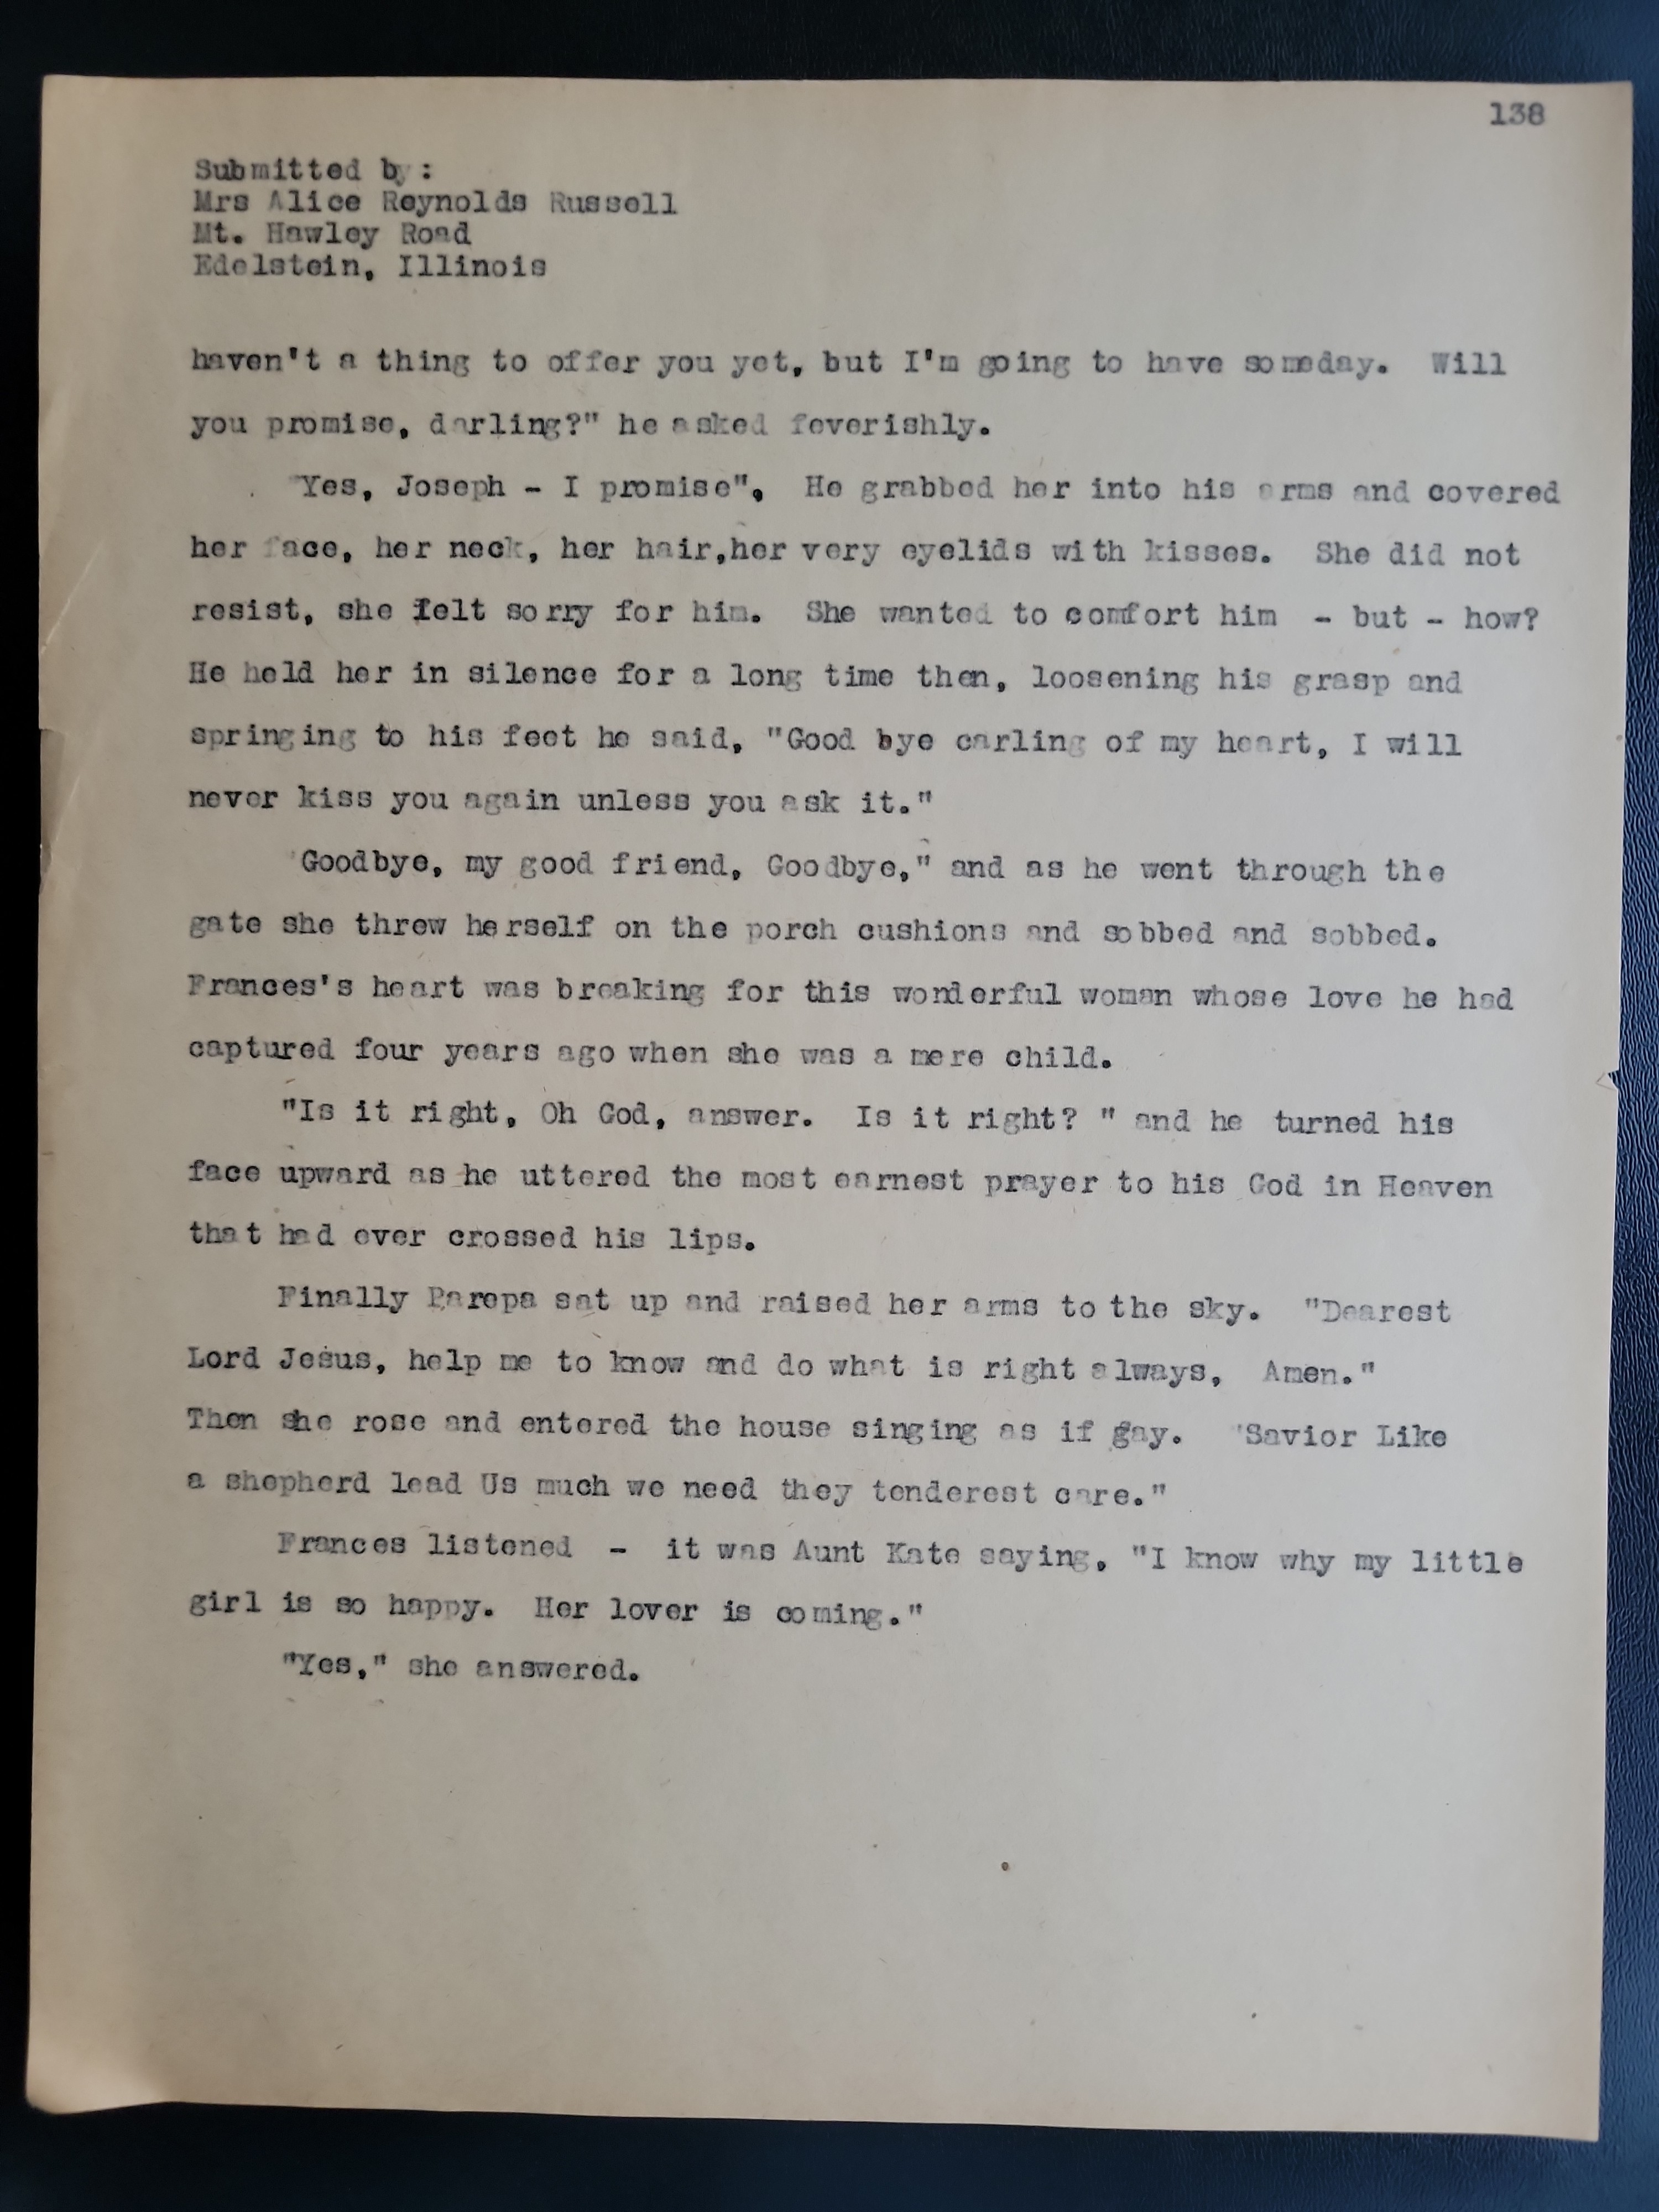 138
Submitted by:
Mrs Alice Reynolds Russell
Mt. Hawley Road
Edelstein, Illinois
haven't a thing to offer you yet, but I'm going to have someday. Will
you promise, darling?" he asked feverishly.
"Yes, Joseph - I promise", He grabbed her into his arms and covered
her face, her neck, her hair,her very eyelids with kisses. She did not
resist, she felt sorry for him. She wanted to comfort him - but - how?
He held her in silence for a long time then, loosening his grasp and
springing to his feet he said, "Good bye carling of my heart, I will
never kiss you again unless you ask it."
'Goodbye, my good friend, Goodbye," and as he went through the
gate she threw herself on the porch cushions and sobbed and sobbed.
Frances's heart was breaking for this wonderful woman whose love he had
captured four years ago when she was a mere child.
"Is it right, Oh God, answer. Is it right? " and he turned his
face upward as he uttered the most earnest prayer to his God in Heaven
that had ever crossed his lips.
Finally Parepa sat up and raised her arms to the sky. "Dearest
Lord Jesus, help me to know and do what is right always, Amen."
Then she rose and entered the house singing as if gay. 'Savior Like
a shepherd lead Us much we need they tenderest care."
Frances listened - it was Aunt Kate saying, "I know why my little
girl is so happy. Her lover is coming."
"Yes," she answered.